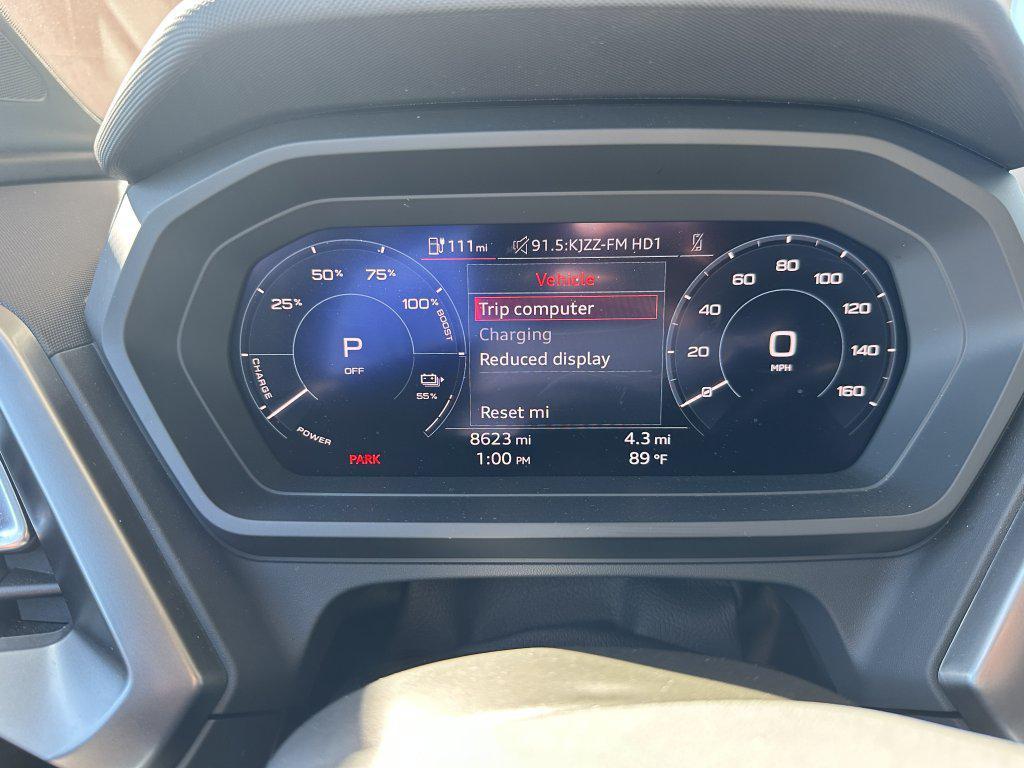 111 mi
91.5:KJZZ-FM HD1
25%
50%
75%
100%
BOOST
CHARGE
POWER
P
OFF
55%
PARK
Vehicle
Trip computer
Charging
Reduced display
Reset mi
8623 mi
4.3 mi
1:00 PM
89 °F
0
20
40
60
80
100
120
140
160
0
MPH